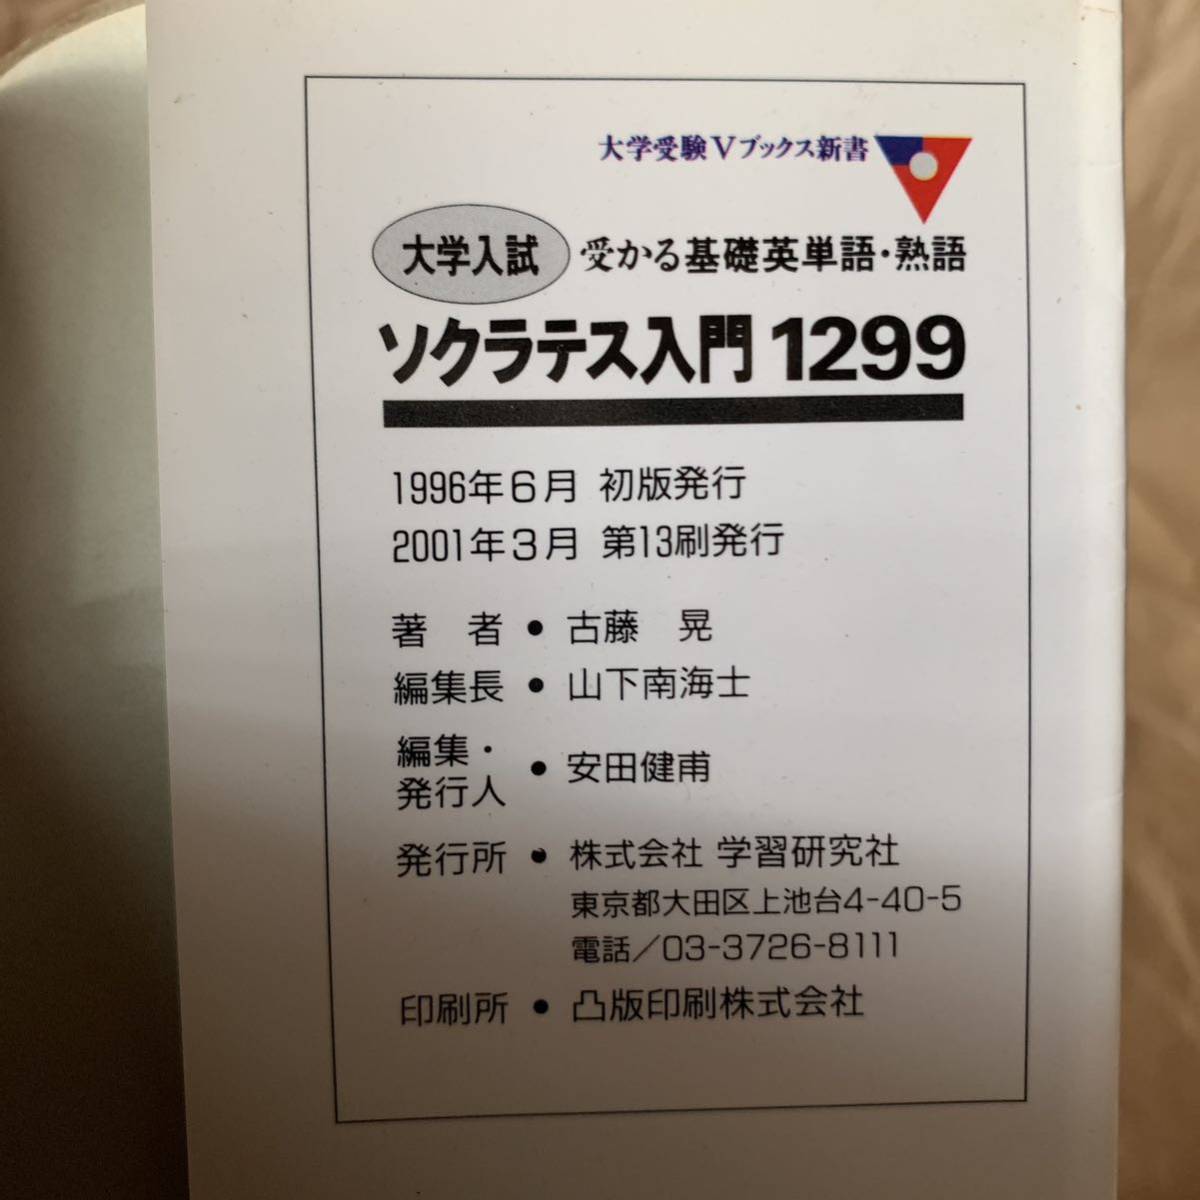 大学受験Vブックス新書
大学入試 受かる基礎英単語・熟語
ソクラテス入門1299
1996年6月 初版発行
2001年3月 第13刷発行
著 者 ● 古藤 晃
編集長 ● 山下南海士
編集・
発行人 ● 安田健甫
発行所 ● 株式会社 学習研究社
東京都大田区上池台4-40-5
電話/03-3726-8111
印刷所 ● 凸版印刷株式会社